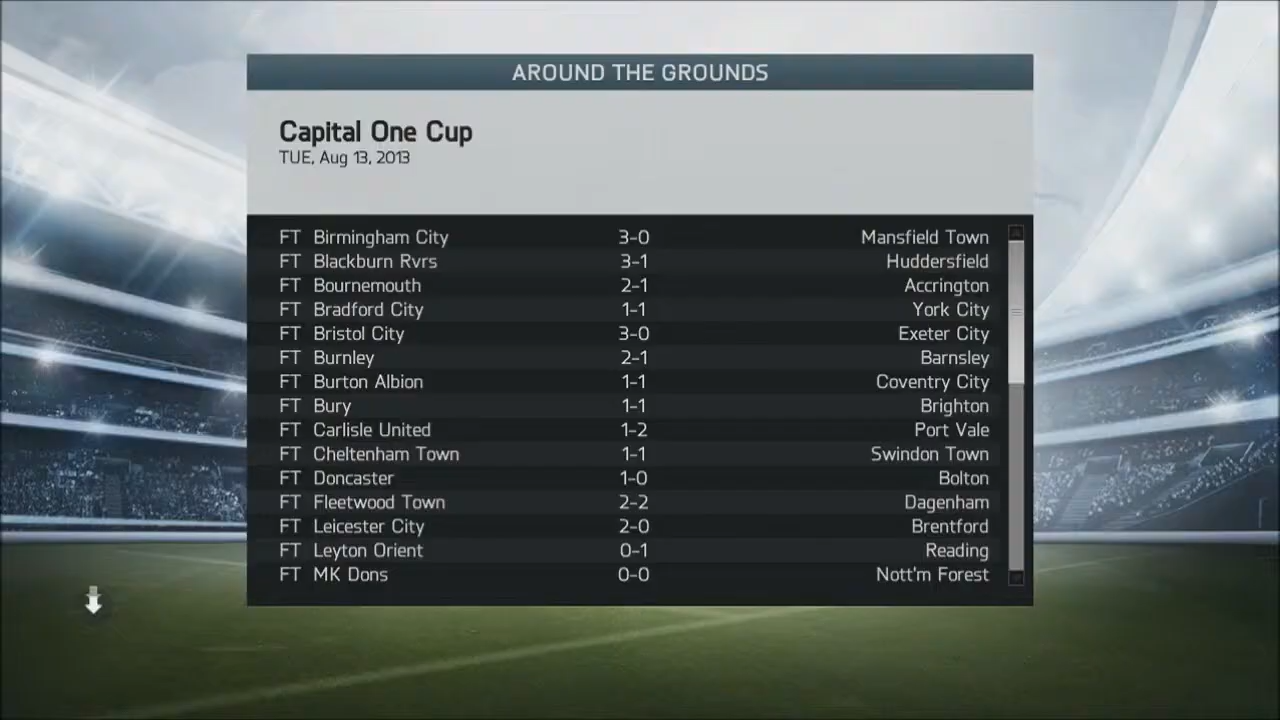 AROUND THE GROUNDS
Capital One Cup
TUE, Aug 13, 2013
FT Birmingham City 3-0 Mansfield Town
FT Blackburn Rvrs 3-1 Huddersfield
FT Bournemouth 2-1 Accrington
FT Bradford City 1-1 York City
FT Bristol City 3-0 Exeter City
FT Burnley 2-1 Barnsley
FT Burton Albion 1-1 Coventry City
FT Bury 1-1 Brighton
FT Carlisle United 1-2 Port Vale
FT Cheltenham Town 1-1 Swindon Town
FT Doncaster 1-0 Bolton
FT Fleetwood Town 2-2 Dagenham
FT Leicester City 2-0 Brentford
FT Leyton Orient 0-1 Reading
FT MK Dons 0-0 Nott'm Forest